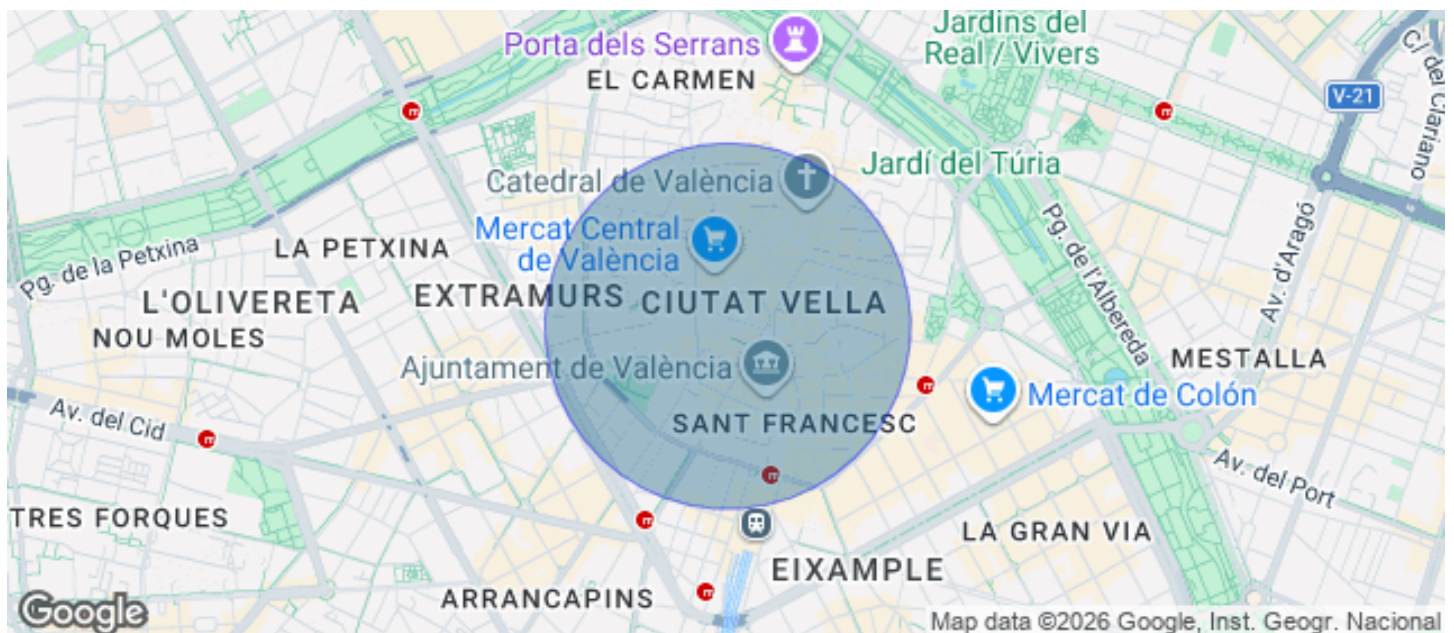 Jardins del
Real / Vivers
Porta dels Serrans
EL CARMEN
V-21
Cl del Clariano
Catedral de València
Jardí del Túria
Mercat Central
de València
LA PETXINA
Pg. de la Petxina
Pg. de l'Albereda
Av. d'Aragó
L'OLIVERETA
EXTRAMURS
CIUTAT VELLA
NOU MOLES
Ajuntament de València
MESTALLA
Mercat de Colón
Av. del Cid
SANT FRANCESC
Av. del Port
TRES FORQUES
LA GRAN VIA
EIXAMPLE
ARRANCAPINS
Google
Map data ©2026 Google, Inst. Geogr. Nacional